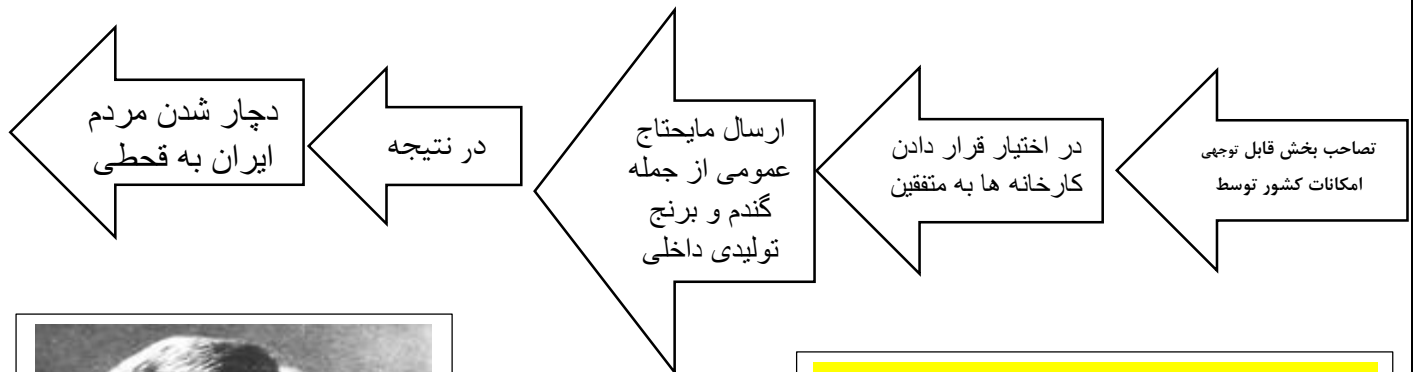 تصاحب بخش قابل توجهی
امکانات کشور توسط
در اختیار قرار دادن
کارخانه ها به متفقین
ارسال مایحتاج
عمومی از جمله
گندم و برنج
تولیدی داخلی
در نتیجه
دچار شدن مردم
ایران به قحطی